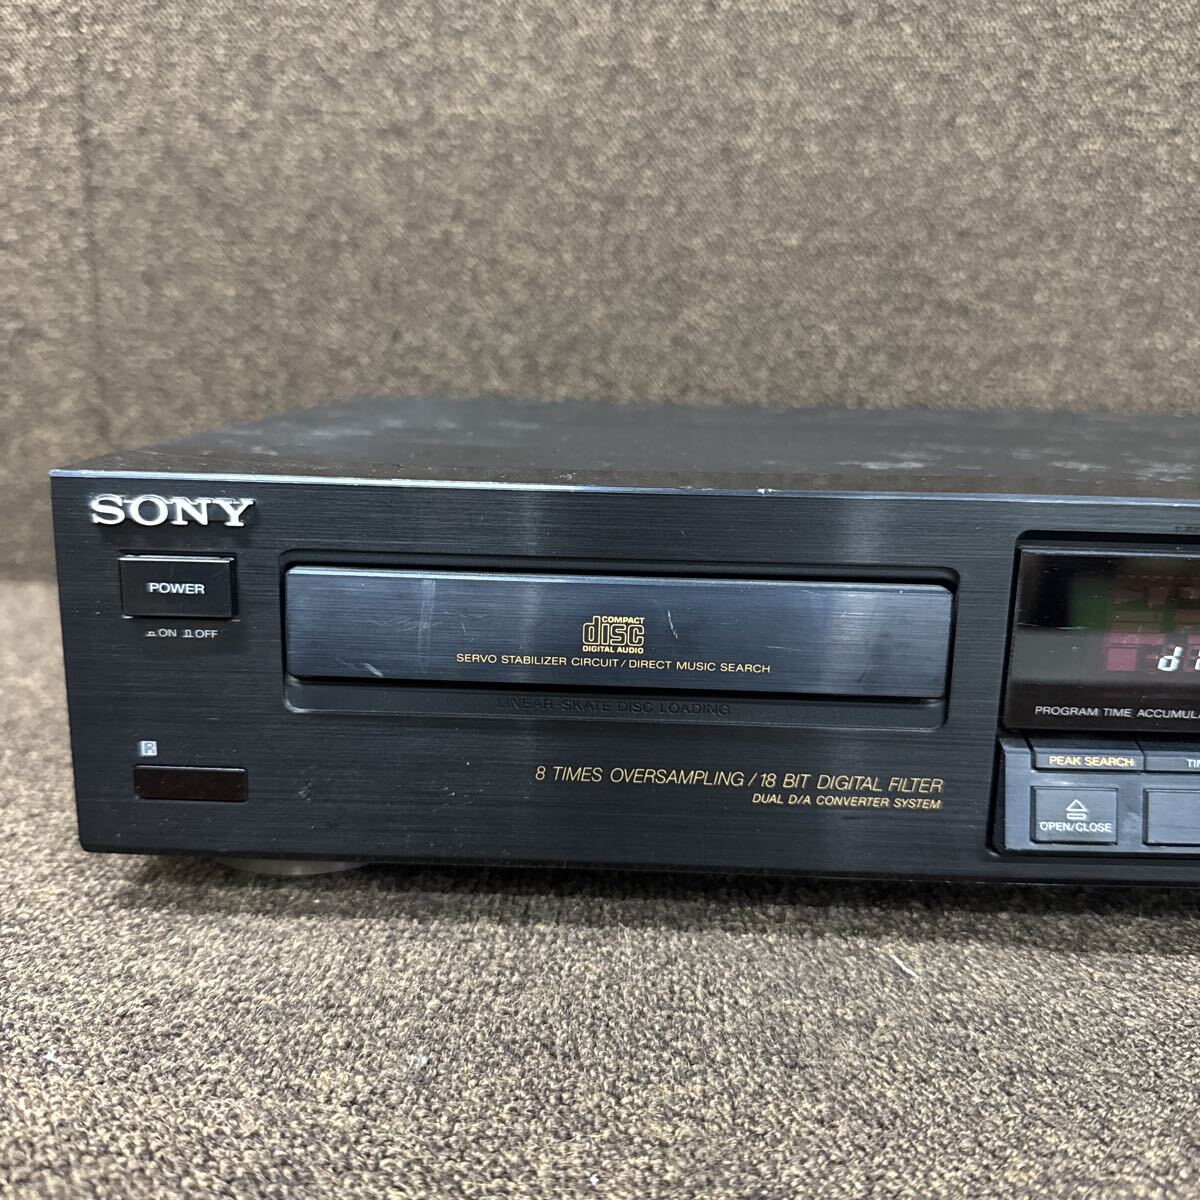 SONY
POWER
ON OFF
COMPACT
disc
DIGITAL AUDIO
SERVO STABILIZER CIRCUIT / DIRECT MUSIC SEARCH
LINEAR-SKATE DISC LOADING
R
8 TIMES OVERSAMPLING / 18 BIT DIGITAL FILTER
DUAL D/A CONVERTER SYSTEM
PROGRAM TIME
PEAK SEARCH
OPEN/CLOSE